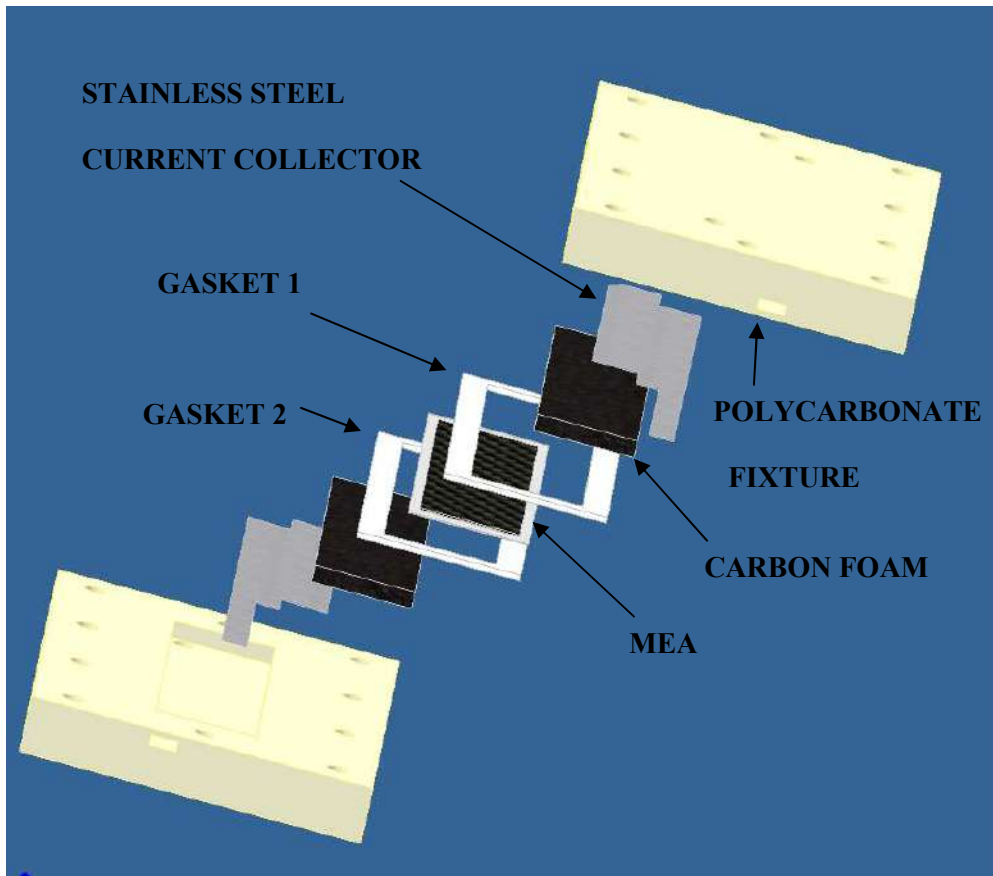 STAINLESS STEEL
CURRENT COLLECTOR
GASKET 1
GASKET 2
POLYCARBONATE
FIXTURE
CARBON FOAM
MEA